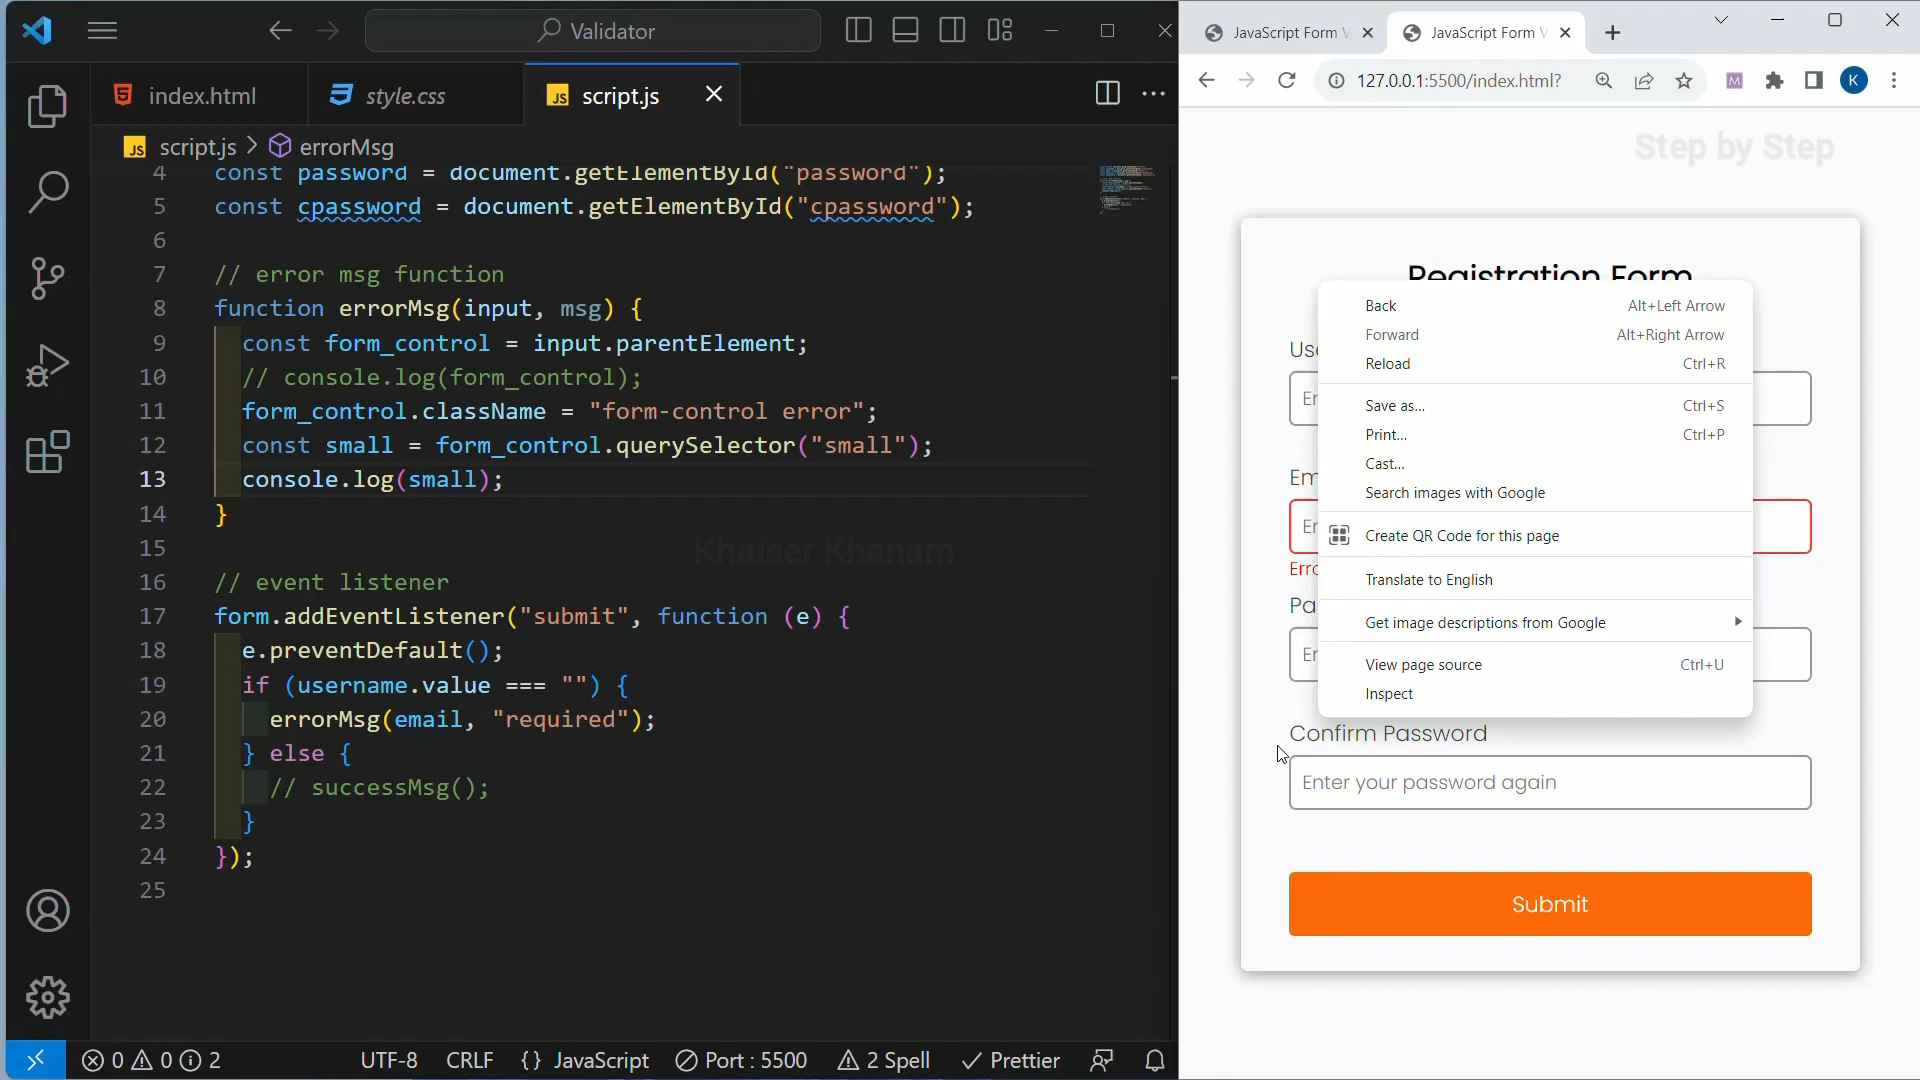 Validator
index.html
style.css
script.js
script.js > errorMsg
4 const password = document.getElementById("password");
5 const cpassword = document.getElementById("cpassword");
6
7 // error msg function
8 function errorMsg(input, msg) {
9 const form_control = input.parentElement;
10 // console.log(form_control);
11 form_control.className = "form-control error";
12 const small = form_control.querySelector("small");
13 console.log(small);
14 }
15
16 // event listener
17 form.addEventListener("submit", function (e) {
18 e.preventDefault();
19 if (username.value === "") {
20 errorMsg(email, "required");
21 } else {
22 // successMsg();
23 }
24 });
25
Khaiser Khanam
0 0 2
UTF-8
CRLF
{} JavaScript
Port : 5500
2 Spell
Prettier
JavaScript Form V
JavaScript Form V
127.0.0.1:5500/index.html?
M
K
Step by Step
Registration Form
Back Alt+Left Arrow
Forward Alt+Right Arrow
Reload Ctrl+R
Save as... Ctrl+S
Print... Ctrl+P
Cast...
Search images with Google
Create QR Code for this page
Translate to English
Get image descriptions from Google
View page source Ctrl+U
Inspect
Confirm Password
Enter your password again
Submit